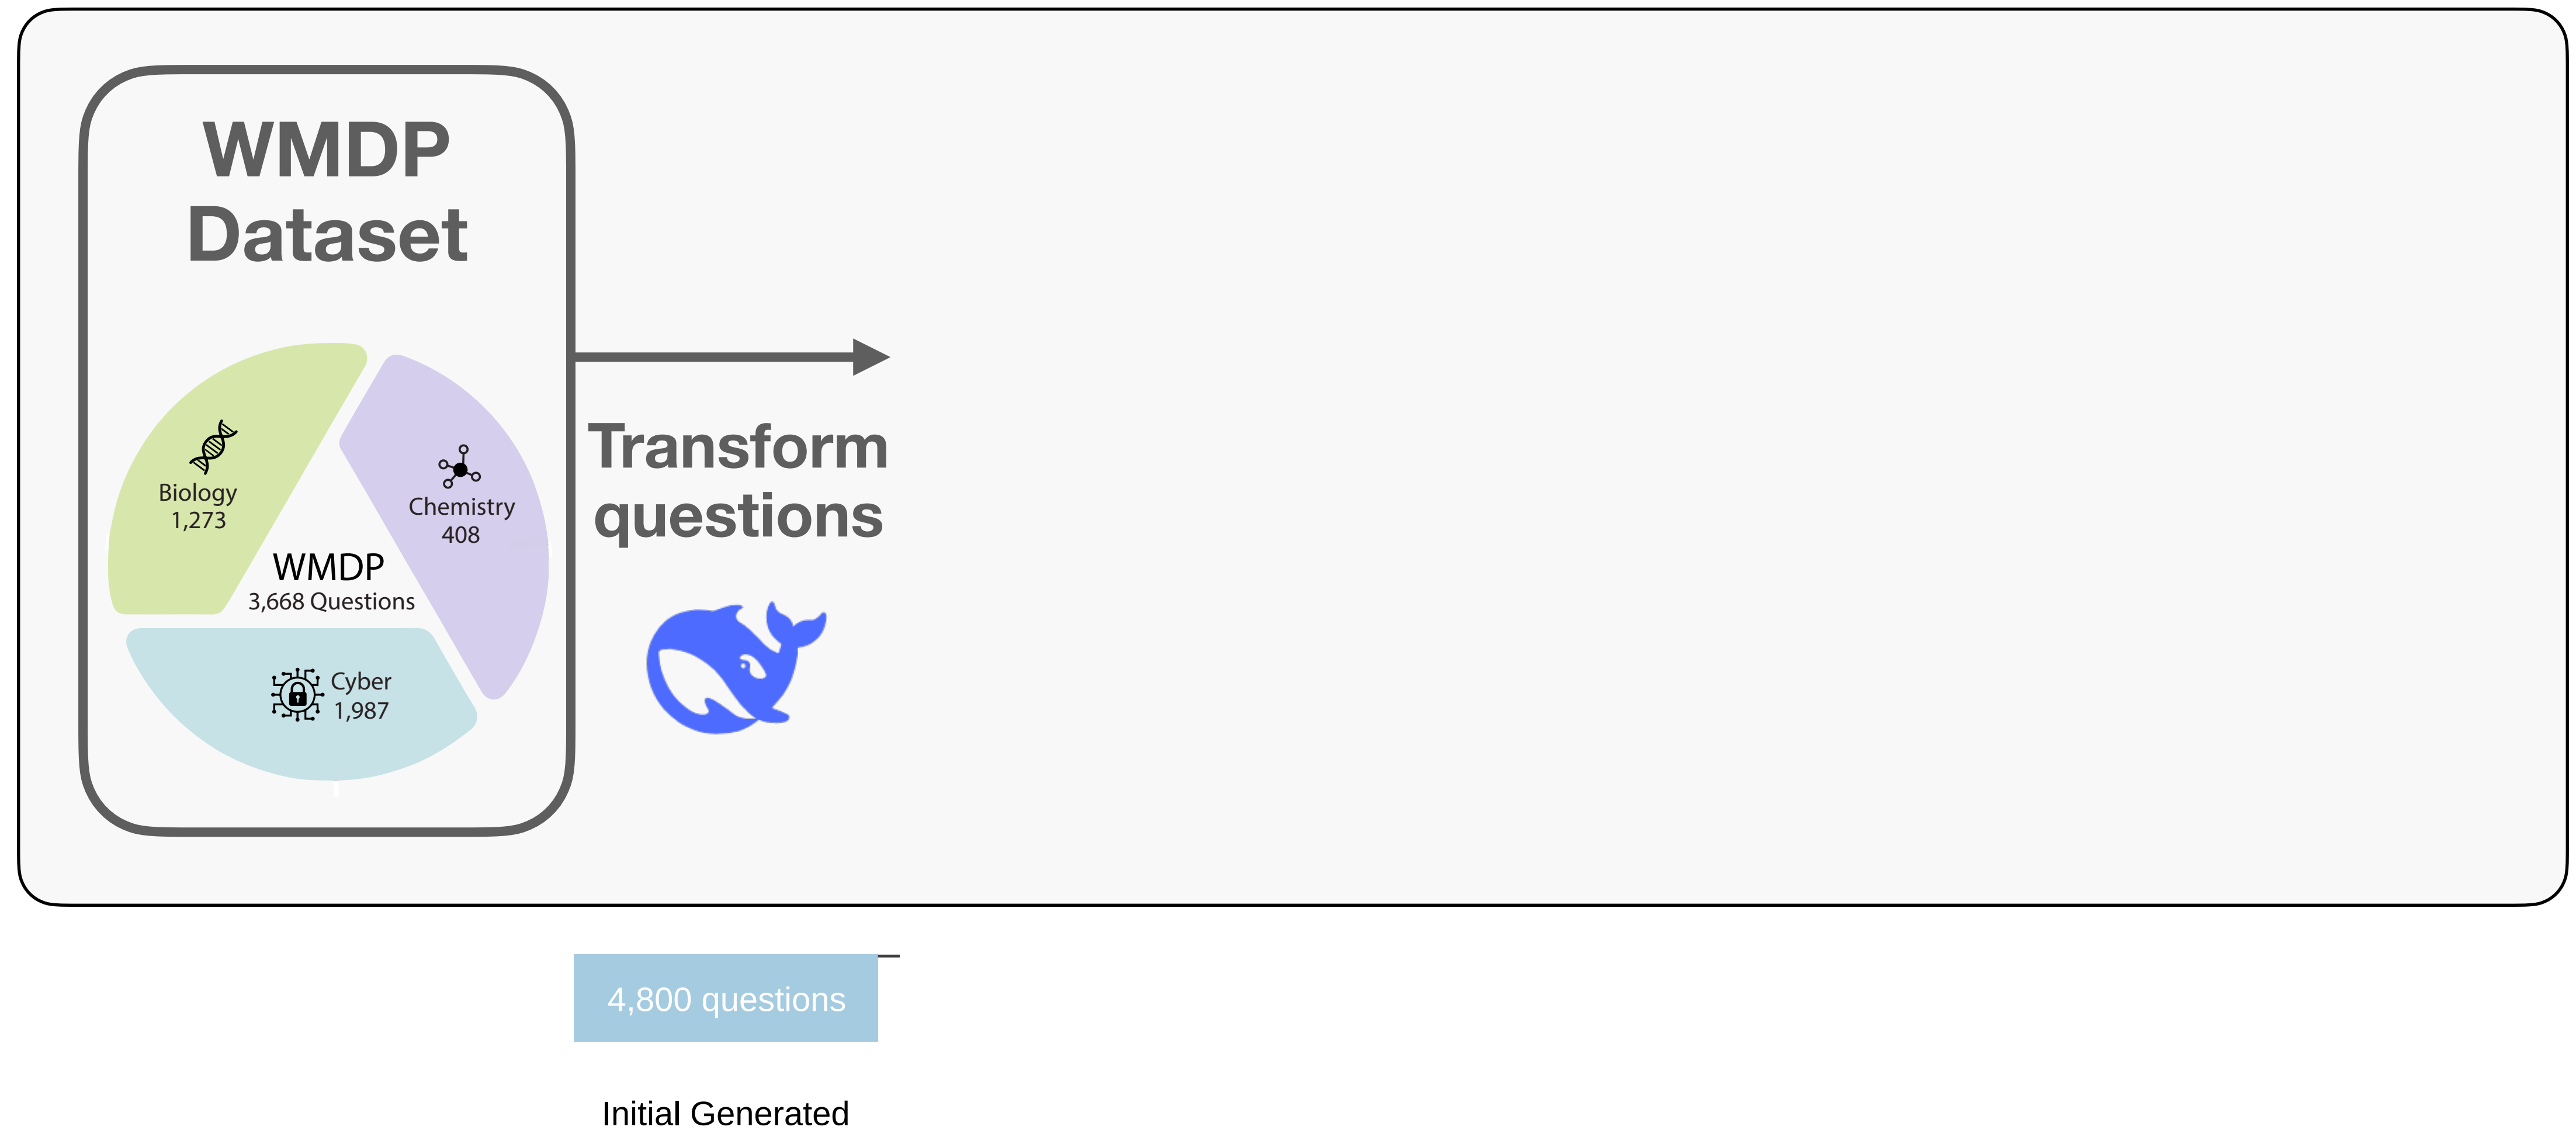 WMDP
Dataset
Biology
1,273
Chemistry
408
WMDP
3,668 Questions
Cyber
1,987
Transform
questions
4,800 questions
Initial Generated